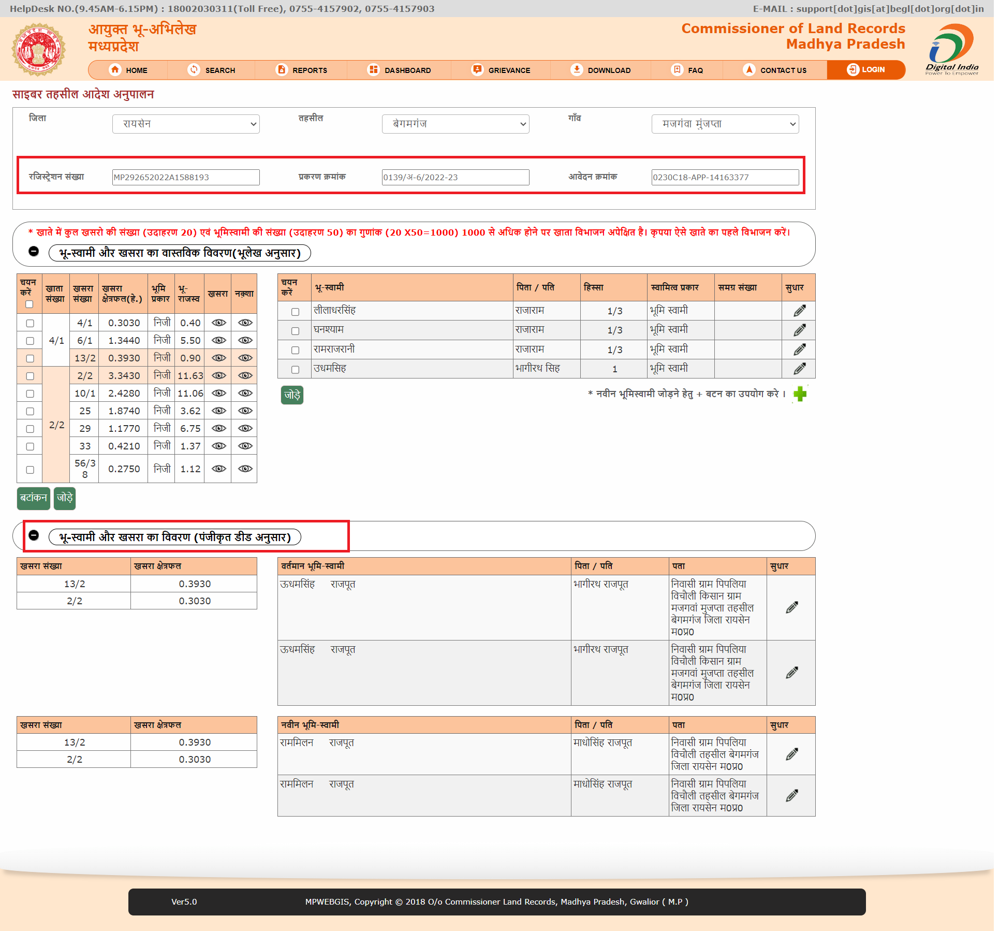 HelpDesk NO.(9.45AM-6.15PM) : 18002030311(Toll Free), 0755-4157902, 0755-4157903 E-MAIL : support[dot]gis[at]begl[dot]org[dot]in
आयुक्त भू-अभिलेख
मध्यप्रदेश
Commissioner of Land Records
Madhya Pradesh
Digital India
Power To Empower
HOME SEARCH REPORTS DASHBOARD GRIEVANCE DOWNLOAD FAQ CONTACT US LOGIN
साइबर तहसील आदेश अनुपालन
जिला रायसेन तहसील बेगमगंज गाँव मजगंवा मुंजप्ता
रजिस्ट्रेशन संख्या MP292652022A1588193 प्रकरण क्रमांक 0139/अ-6/2022-23 आवेदन क्रमांक 0230C18-APP-14163377
* खाते में कुल खसरो की संख्या (उदाहरण 20) एवं भूमिस्वामी की संख्या (उदाहरण 50) का गुणांक (20 X50=1000) 1000 से अधिक होने पर खाता विभाजन अपेक्षित है। कृपया ऐसे खाते का पहले विभाजन करें।
भू-स्वामी और खसरा का वास्तविक विवरण(भूलेख अनुसार)
चयन करें खाता संख्या खसरा संख्या खसरा क्षेत्रफल(हे.) भूमि प्रकार भू-राजस्व खसरा नक़्शा
4/1 4/1 0.3030 निजी 0.40
6/1 1.3440 निजी 5.50
13/2 0.3930 निजी 0.90
2/2 2/2 3.3430 निजी 11.63
10/1 2.4280 निजी 11.06
25 1.8740 निजी 3.62
29 1.1770 निजी 6.75
33 0.4210 निजी 1.37
56/38 0.2750 निजी 1.12
बटांकन जोड़े
चयन करें भू-स्वामी पिता / पति हिस्सा स्वामित्व प्रकार समग्र संख्या सुधार
लीलाधरसिंह राजाराम 1/3 भूमि स्वामी
घनश्याम राजाराम 1/3 भूमि स्वामी
रामराजरानी राजाराम 1/3 भूमि स्वामी
उधमसिह भागीरथ सिह 1 भूमि स्वामी
जोड़े * नवीन भूमिस्वामी जोड़ने हेतु + बटन का उपयोग करे ।
भू-स्वामी और खसरा का विवरण (पंजीकृत डीड अनुसार)
खसरा संख्या खसरा क्षेत्रफल
13/2 0.3930
2/2 0.3030
वर्तमान भूमि-स्वामी पिता / पति पता सुधार
ऊधमसिंह राजपूत भागीरथ राजपूत निवासी ग्राम पिपलिया
विचौली किसान ग्राम
मजगवां मुजप्ता तहसील
बेगमगंज जिला रायसेन
म0प्र0
ऊधमसिंह राजपूत भागीरथ राजपूत निवासी ग्राम पिपलिया
विचौली किसान ग्राम
मजगवां मुजप्ता तहसील
बेगमगंज जिला रायसेन
म0प्र0
खसरा संख्या खसरा क्षेत्रफल
13/2 0.3930
2/2 0.3030
नवीन भूमि-स्वामी पिता / पति पता सुधार
राममिलन राजपूत माधोसिंह राजपूत निवासी ग्राम पिपलिया
विचौली तहसील बेगमगंज
जिला रायसेन म0प्र0
राममिलन राजपूत माधोसिंह राजपूत निवासी ग्राम पिपलिया
विचौली तहसील बेगमगंज
जिला रायसेन म0प्र0
Ver5.0 MPWEBGIS, Copyright © 2018 O/o Commissioner Land Records, Madhya Pradesh, Gwalior ( M.P )